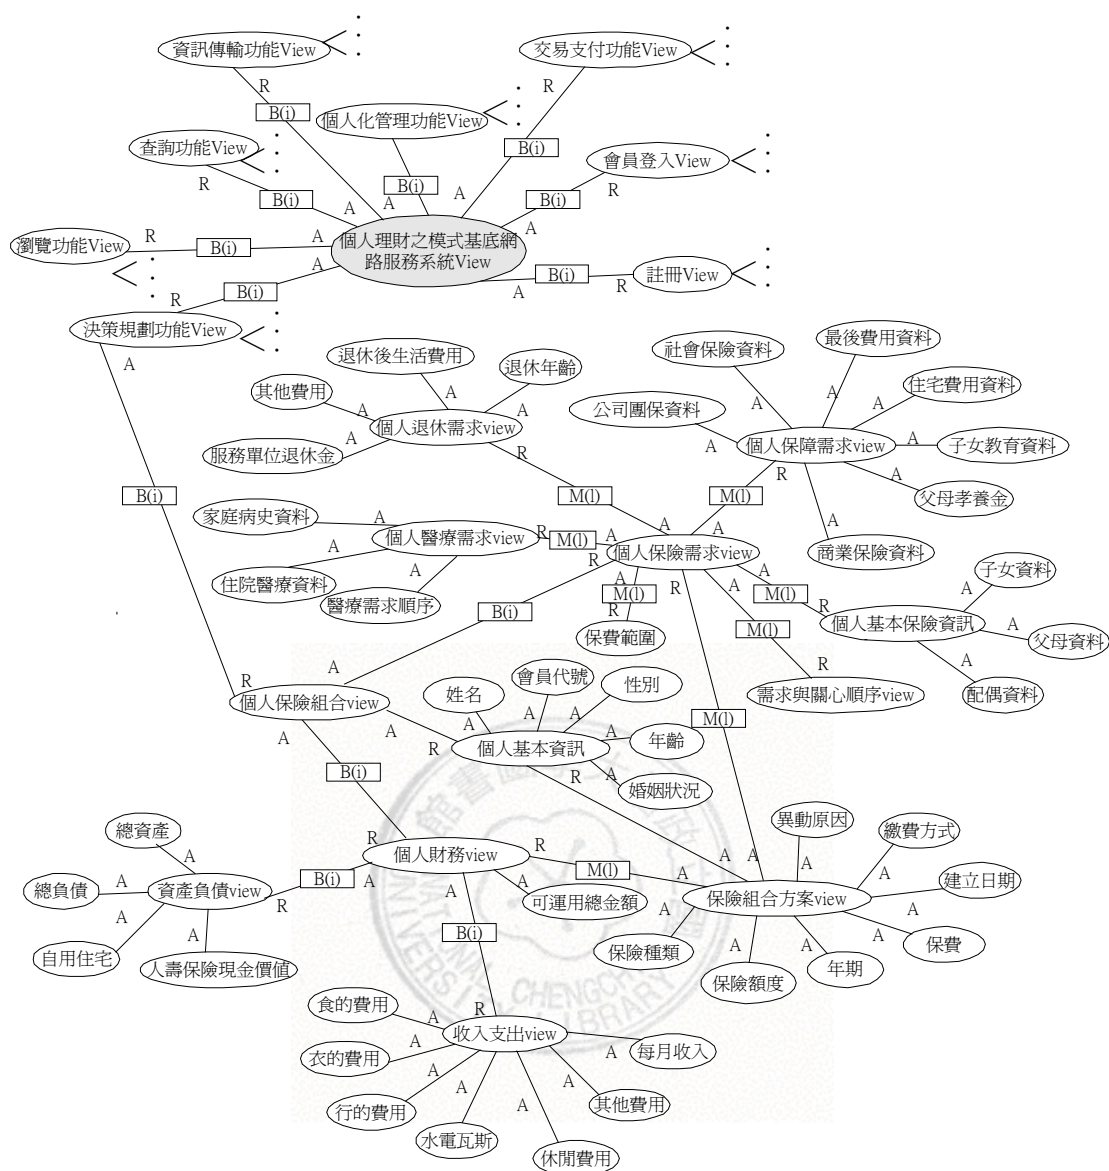 資訊傳輸功能View
交易支付功能View
R
R
B(i)
個人化管理功能View
查詢功能View
B(i)
會員登入View
R
B(i)
B(i)
B(i)
R
A
A
A
A
瀏覽功能View
R
B(i)
A
個人理財之模式基底網
路服務系統View
A
B(i)
註冊View
R
B(i)
A
R
決策規劃功能View
A
退休後生活費用
退休年齡
社會保險資料
最後費用資料
其他費用
A
A
住宅費用資料
公司團保資料
A
A
A
A
個人退休需求view
個人保障需求view
A
子女教育資料
服務單位退休金
A
R
A
R
A
父母孝養金
B(i)
M(l)
M(l)
家庭病史資料
A
個人醫療需求view
R
M(l)
A
A
A
個人保險需求view
A
商業保險資料
A
R
A
子女資料
住院醫療資料
A
醫療需求順序
A
M(l)
R
A
M(l)
A
B(i)
R
保費範圍
M(l)
R
個人基本保險資訊
A
父母資料
A
會員代號
性別
R
需求與關心順序view
A
配偶資料
R
個人保險組合view
姓名
A
A
M(l)
A
A
A
R
個人基本資訊
A
年齡
B(i)
R
A
婚姻狀況
總資產
異動原因
繳費方式
A
R
個人財務view
R
M(l)
A
A
A
A
總負債
A
資產負債view
B(i)
A
A
可運用總金額
保險組合方案view
建立日期
R
A
A
B(i)
保險種類
A
A
A
保費
自用住宅
A
人壽保險現金價值
保險額度
年期
食的費用
A
R
收入支出view
衣的費用
A
A
每月收入
行的費用
A
A
A
A
其他費用
水電瓦斯
休閒費用
CHENGCHI
LIBRARY